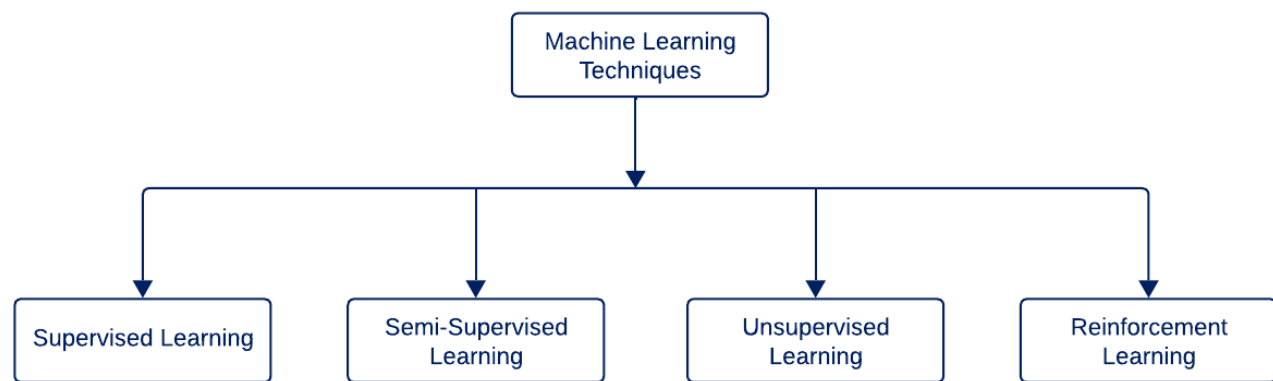 Machine Learning
Techniques
Supervised Learning
Semi-Supervised
Learning
Unsupervised
Learning
Reinforcement
Learning